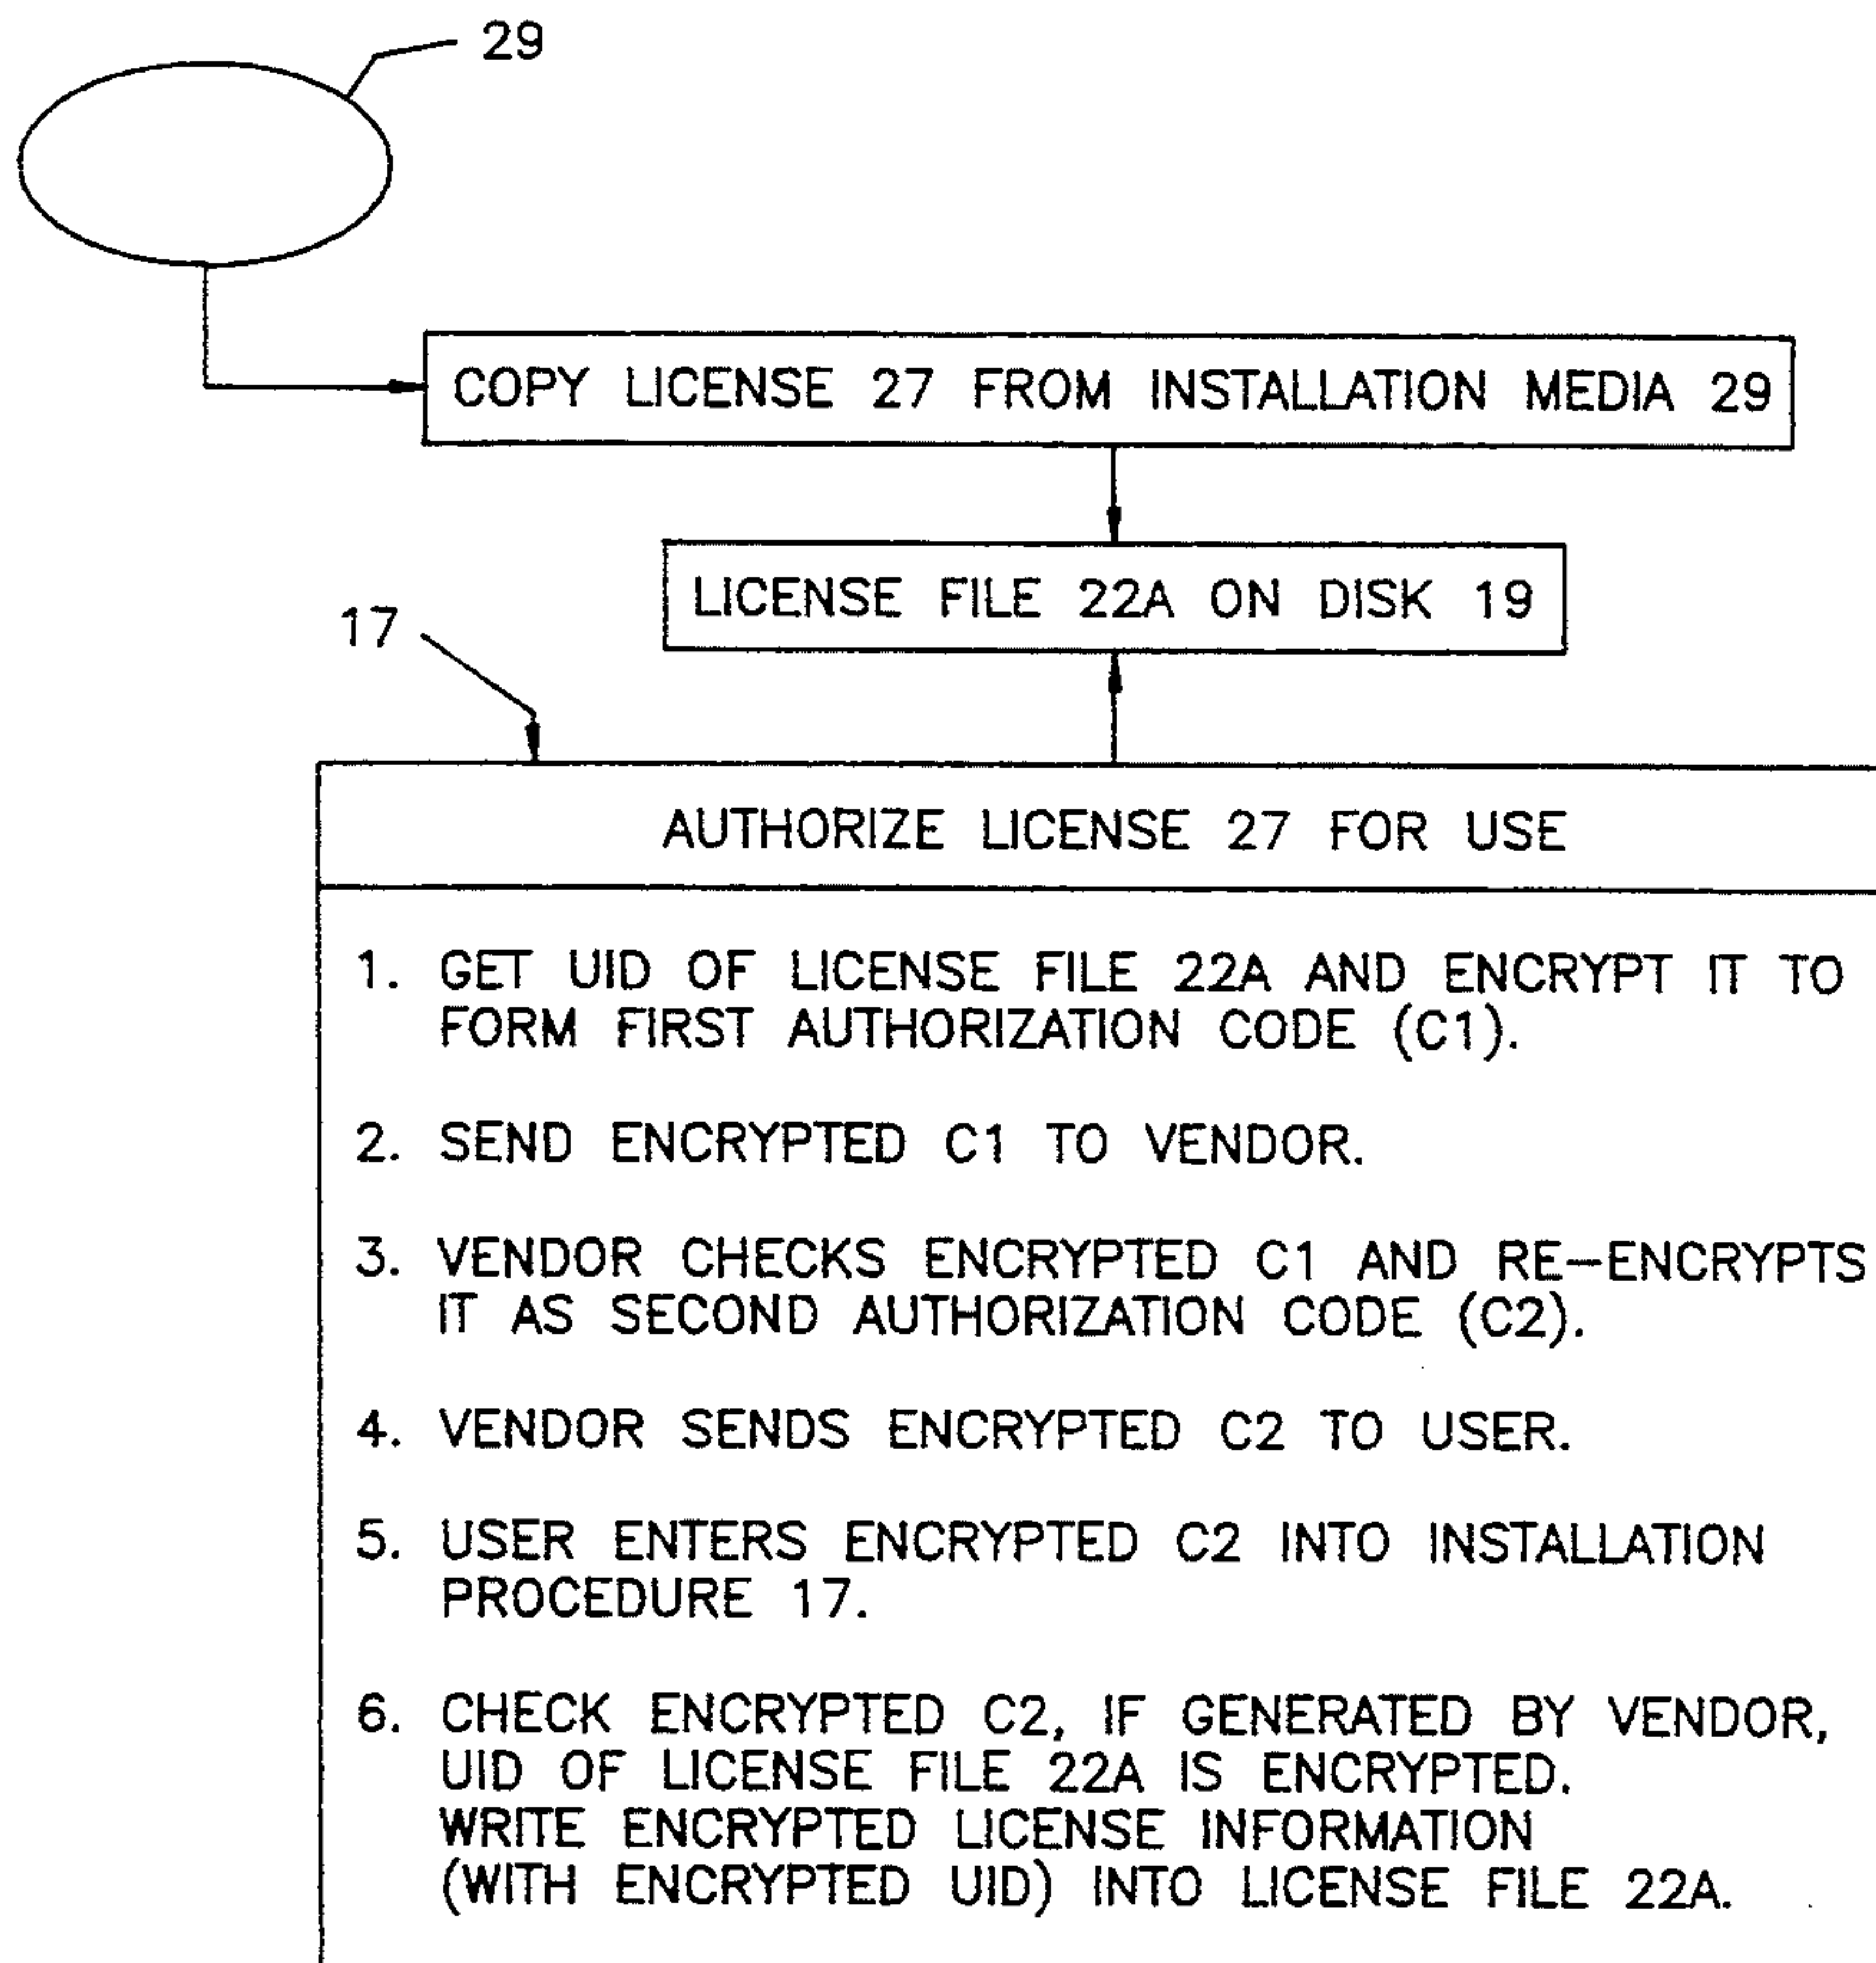 29
COPY LICENSE 27 FROM INSTALLATION MEDIA 29
LICENSE FILE 22A ON DISK 19
17
AUTHORIZE LICENSE 27 FOR USE
1. GET UID OF LICENSE FILE 22A AND ENCRYPT IT TO
FORM FIRST AUTHORIZATION CODE (C1).
2. SEND ENCRYPTED C1 TO VENDOR.
3. VENDOR CHECKS ENCRYPTED C1 AND RE-ENCRYPTS
IT AS SECOND AUTHORIZATION CODE (C2).
4. VENDOR SENDS ENCRYPTED C2 TO USER.
5. USER ENTERS ENCRYPTED C2 INTO INSTALLATION
PROCEDURE 17.
6. CHECK ENCRYPTED C2, IF GENERATED BY VENDOR,
UID OF LICENSE FILE 22A IS ENCRYPTED.
WRITE ENCRYPTED LICENSE INFORMATION
(WITH ENCRYPTED UID) INTO LICENSE FILE 22A.